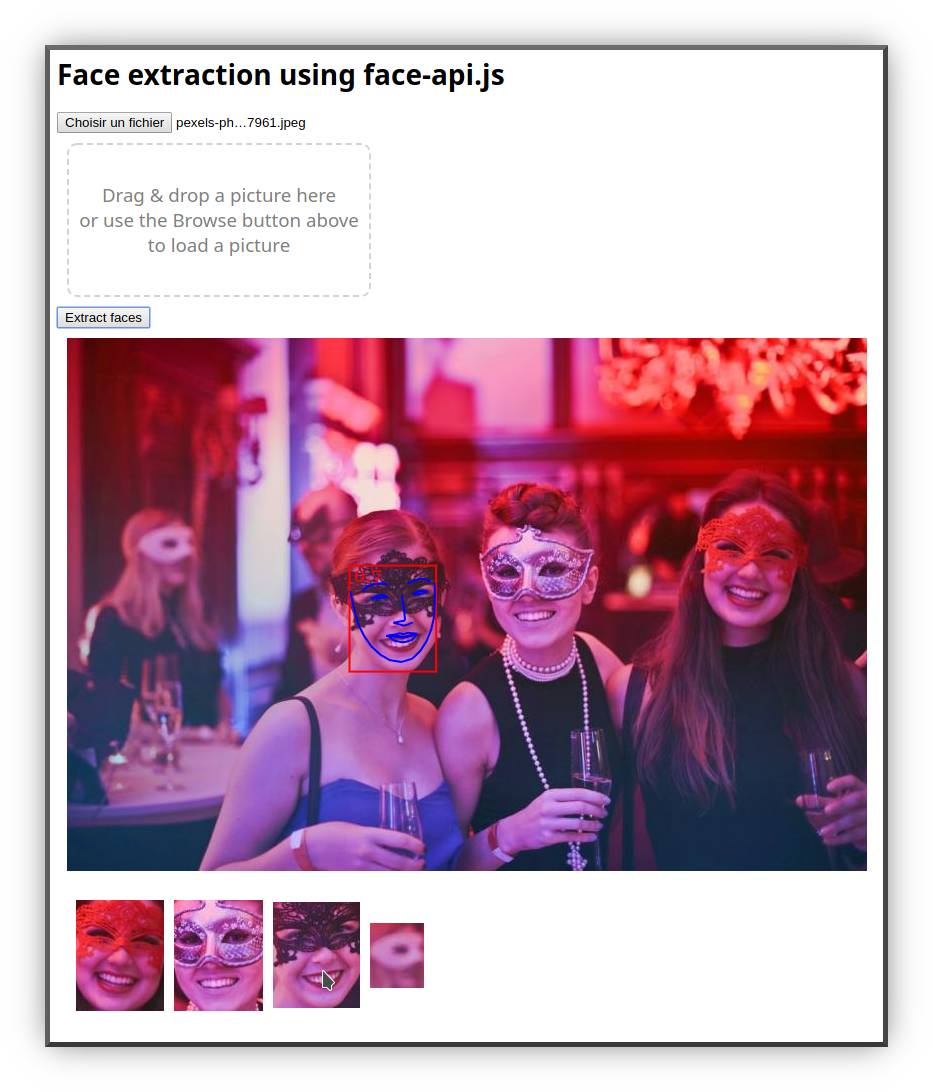 Face extraction using face-api.js
Choisir un fichier pexels-ph…7961.jpeg
Drag & drop a picture here
or use the Browse button above
to load a picture
Extract faces